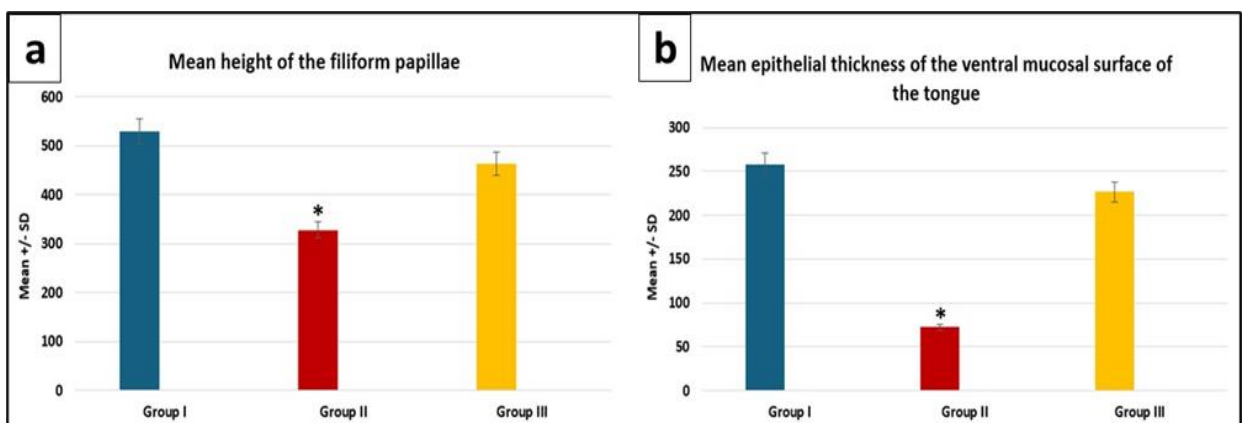 a
Mean height of the filiform papillae
600
500
400
300
200
100
0
Mean +/- SD
*
Group I
Group II
Group III
b
Mean epithelial thickness of the ventral mucosal surface of
the tongue
300
250
200
150
100
50
0
Mean +/- SD
*
Group I
Group II
Group III